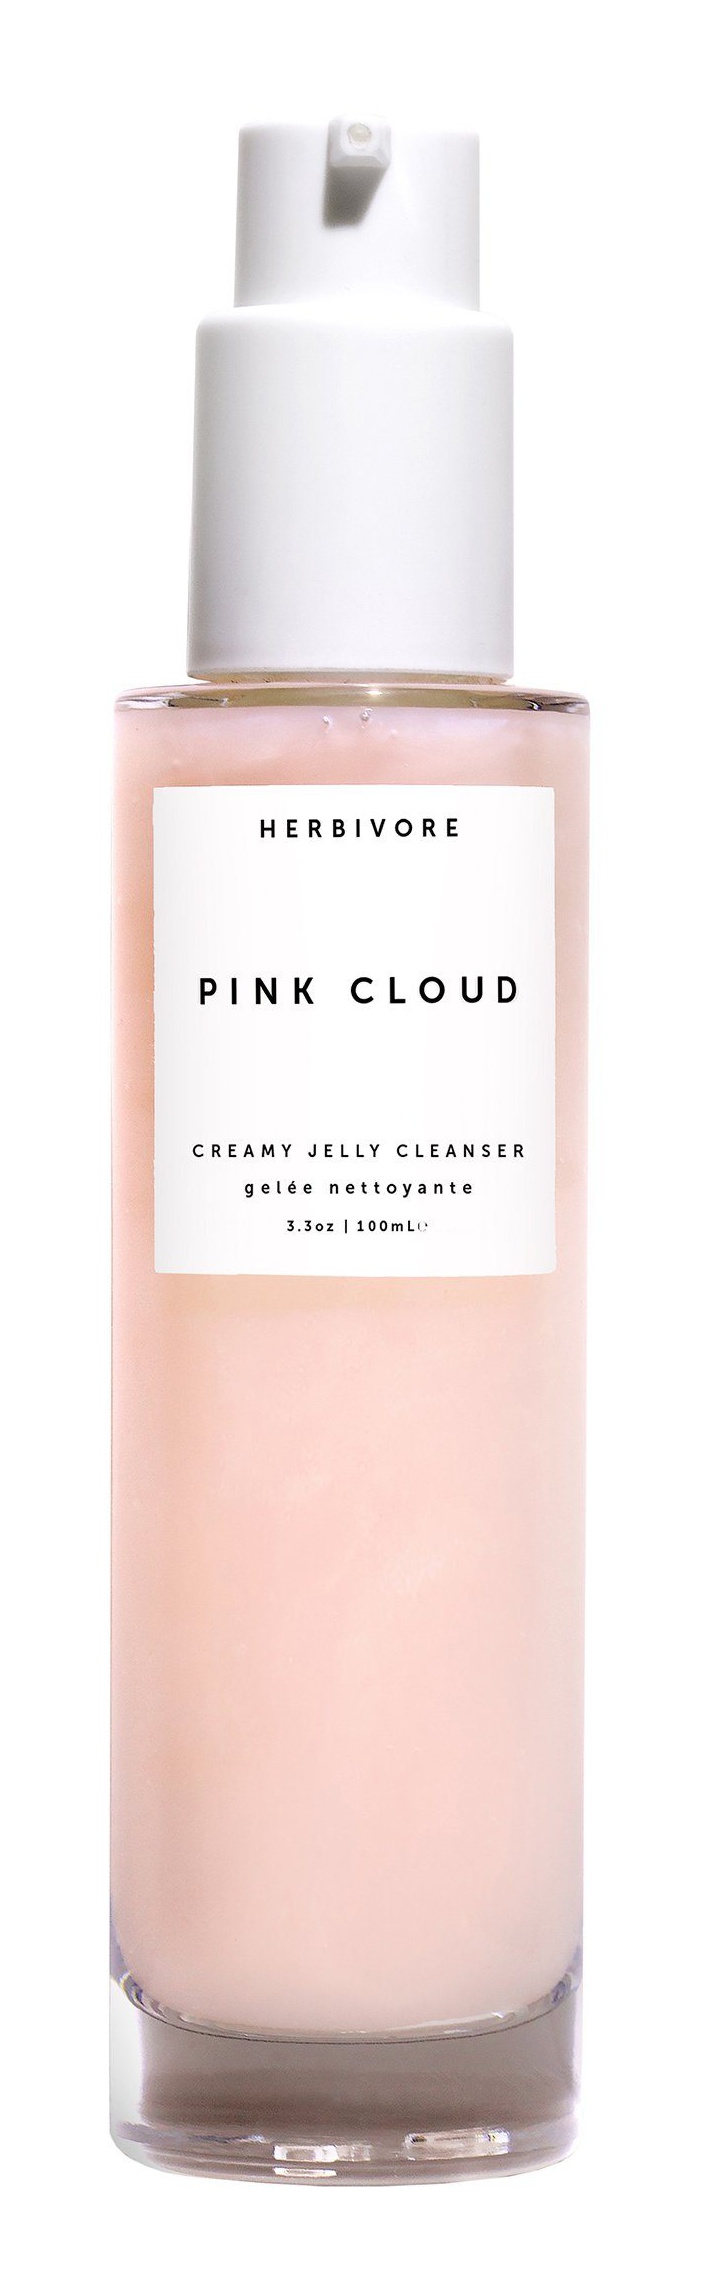 HERBIVORE
PINK CLOUD
CREAMY JELLY CLEANSER
gelée nettoyante
3.3oz | 100mL℮